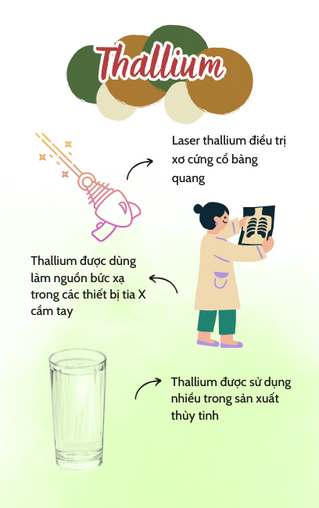 Thallium
Laser thallium điều trị
xơ cứng cổ bàng
quang
Thallium được dùng
làm nguồn bức xạ
trong các thiết bị tia X
cầm tay
Thallium được sử dụng
nhiều trong sản xuất
thủy tinh